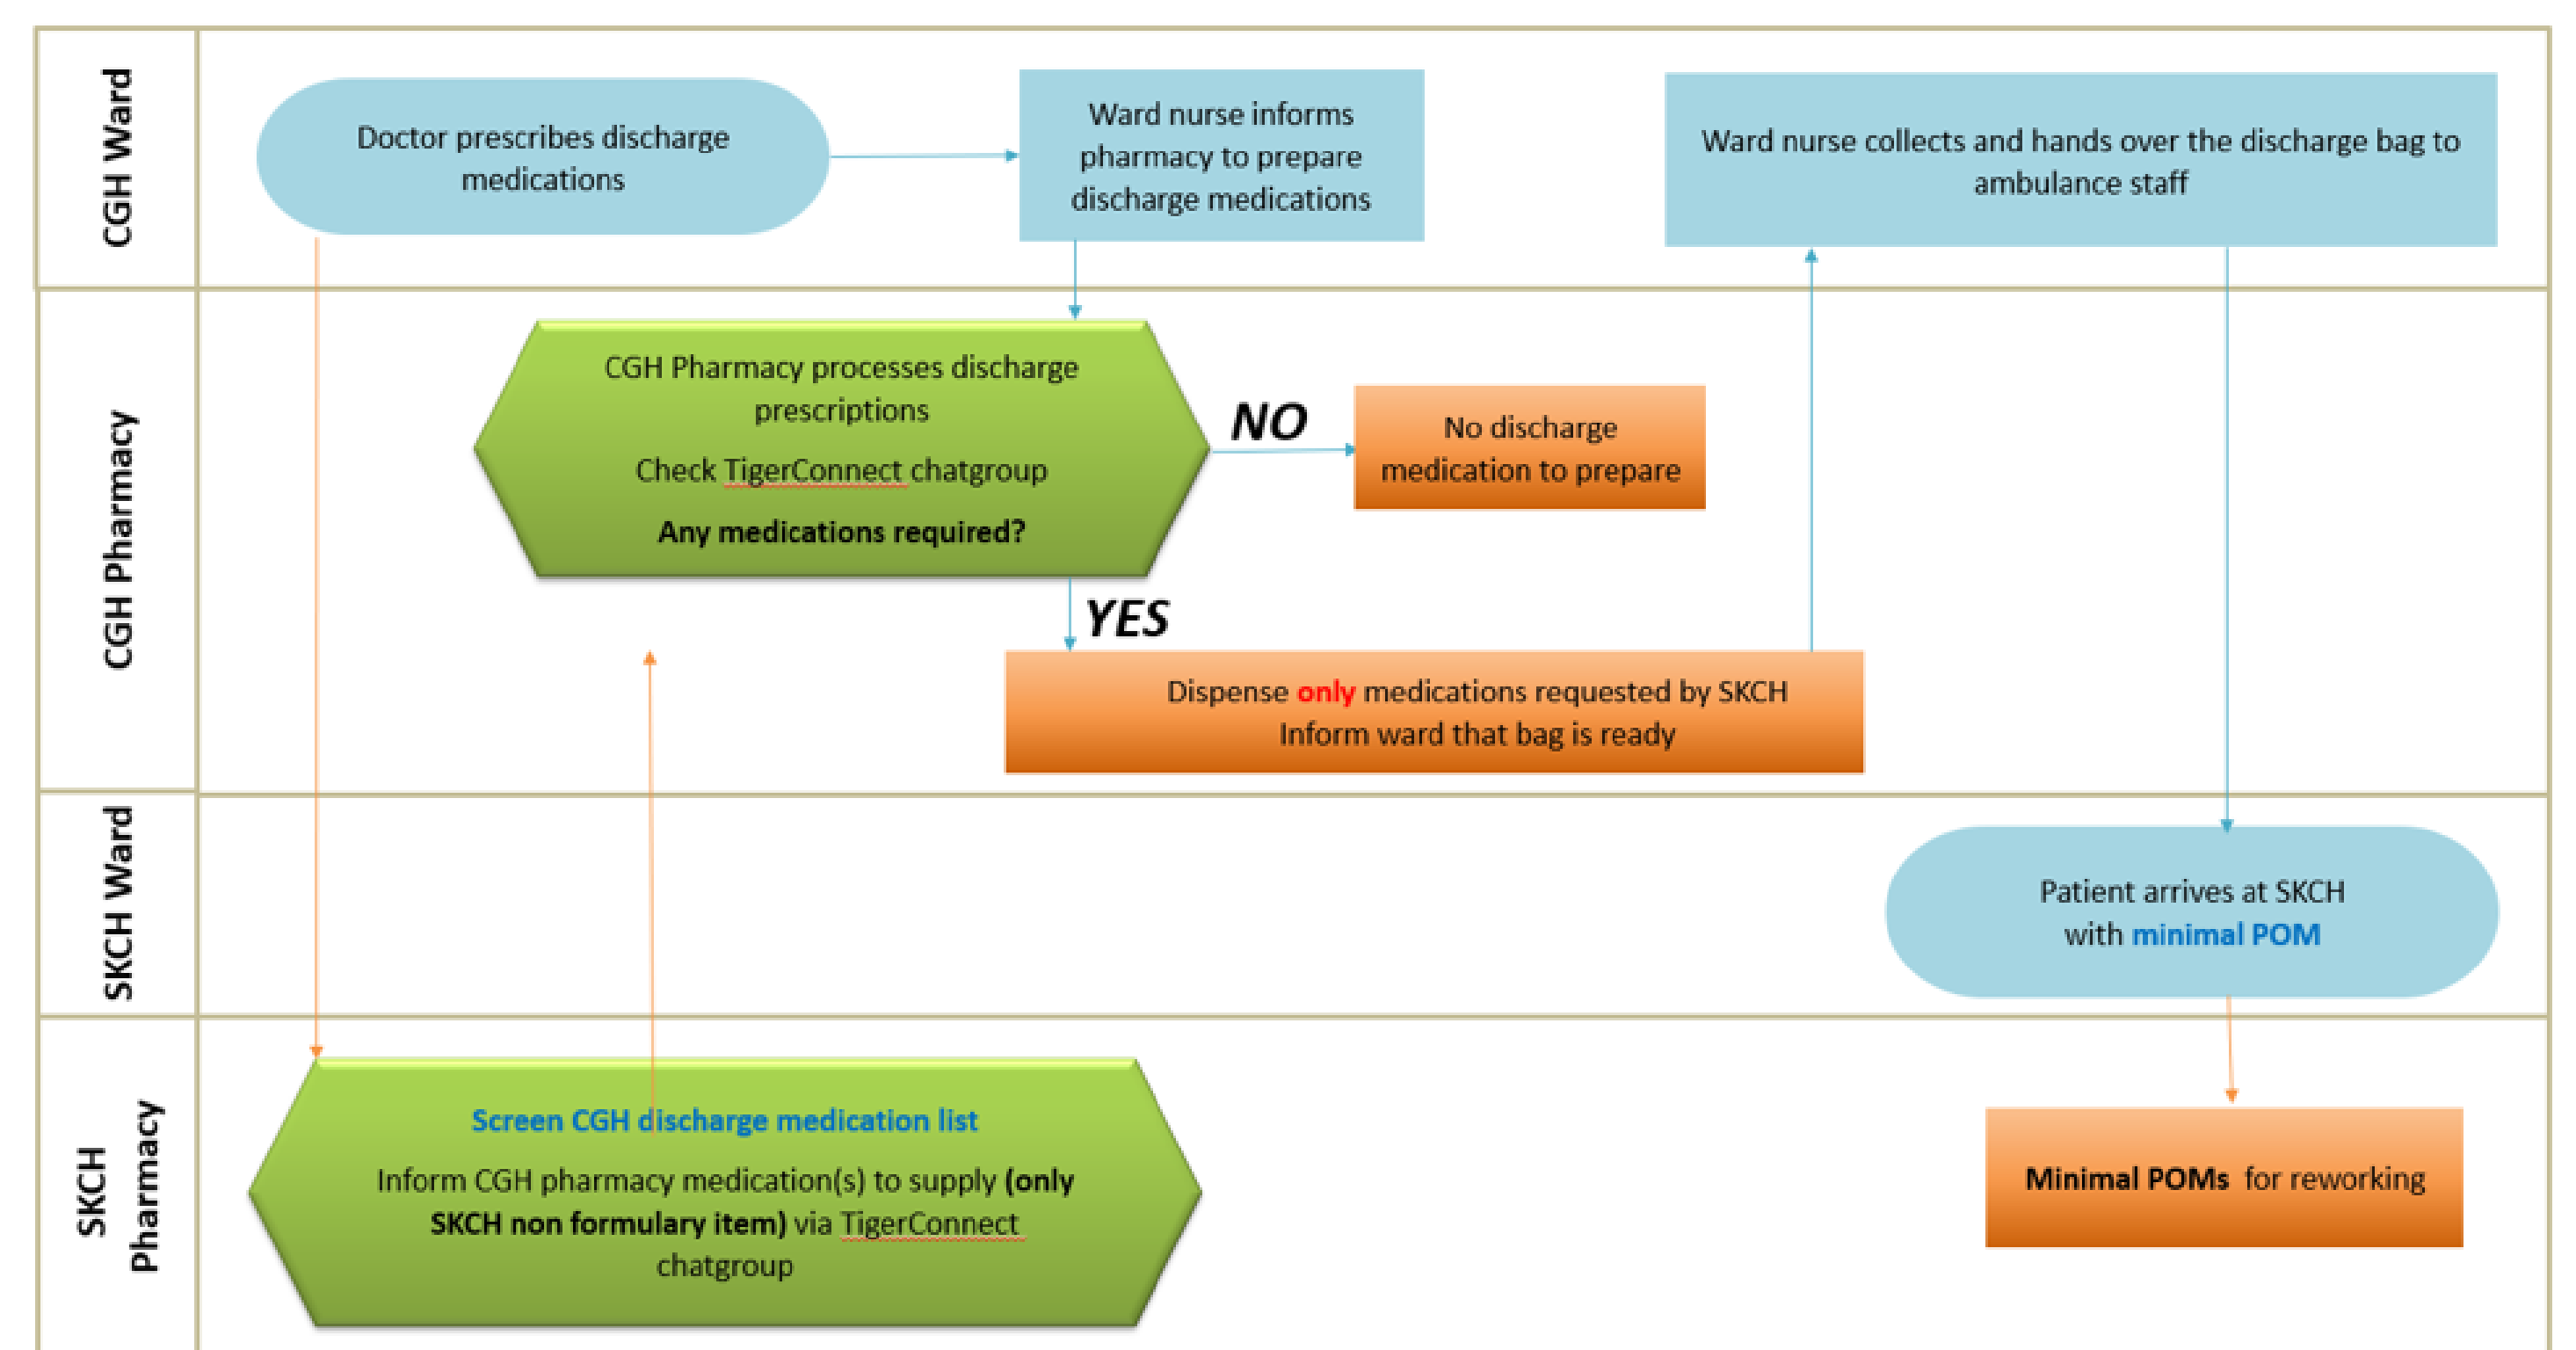 CGH Ward
Doctor prescribes discharge
medications
Ward nurse informs
pharmacy to prepare
discharge medications
Ward nurse collects and hands over the discharge bag to
ambulance staff
CGH Pharmacy
CGH Pharmacy processes discharge
prescriptions
Check TigerConnect chatgroup
Any medications required?
NO
No discharge
medication to prepare
YES
Dispense only medications requested by SKCH
Inform ward that bag is ready
SKCH Ward
Patient arrives at SKCH
with minimal POM
SKCH
Pharmacy
Screen CGH discharge medication list
Inform CGH pharmacy medication(s) to supply (only
SKCH non formulary item) via TigerConnect
chatgroup
Minimal POMs for reworking